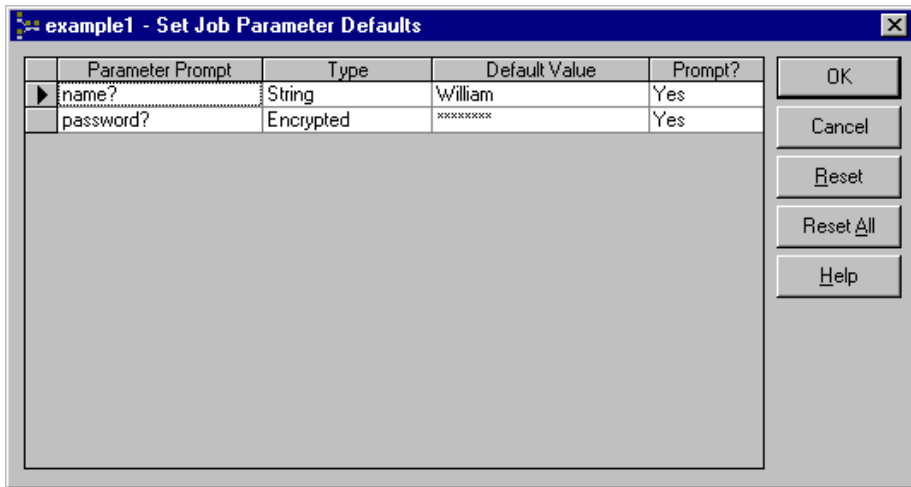 example1 - Set Job Parameter Defaults
Parameter Prompt Type Default Value Prompt?
name? String William Yes
password? Encrypted ******** Yes
OK
Cancel
Reset
Reset All
Help